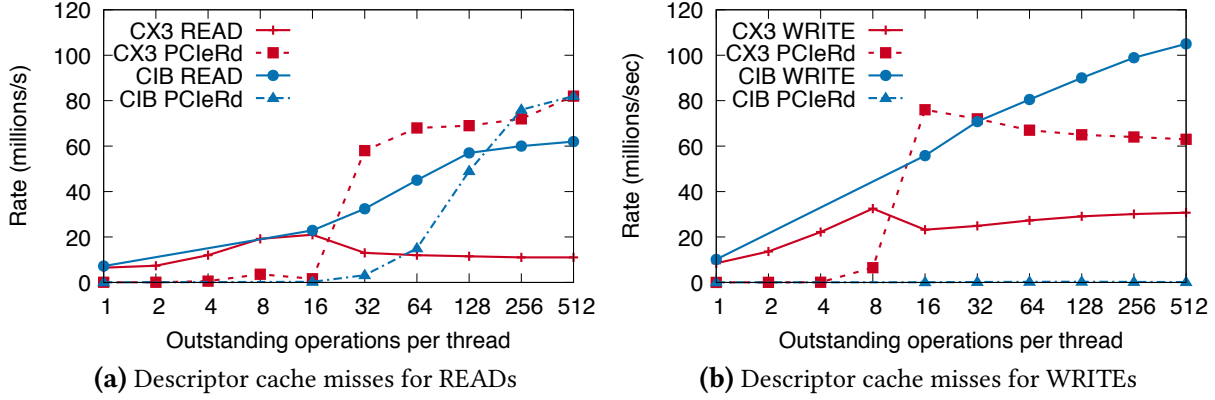 120
100
80
60
40
20
0
Rate (millions/s)
CX3 READ
CX3 PCIeRd
CIB READ
CIB PCIeRd
1 2 4 8 16 32 64 128 256 512
Outstanding operations per thread
(a) Descriptor cache misses for READs
120
100
80
60
40
20
0
Rate (millions/sec)
CX3 WRITE
CX3 PCIeRd
CIB WRITE
CIB PCIeRd
1 2 4 8 16 32 64 128 256 512
Outstanding operations per thread
(b) Descriptor cache misses for WRITEs